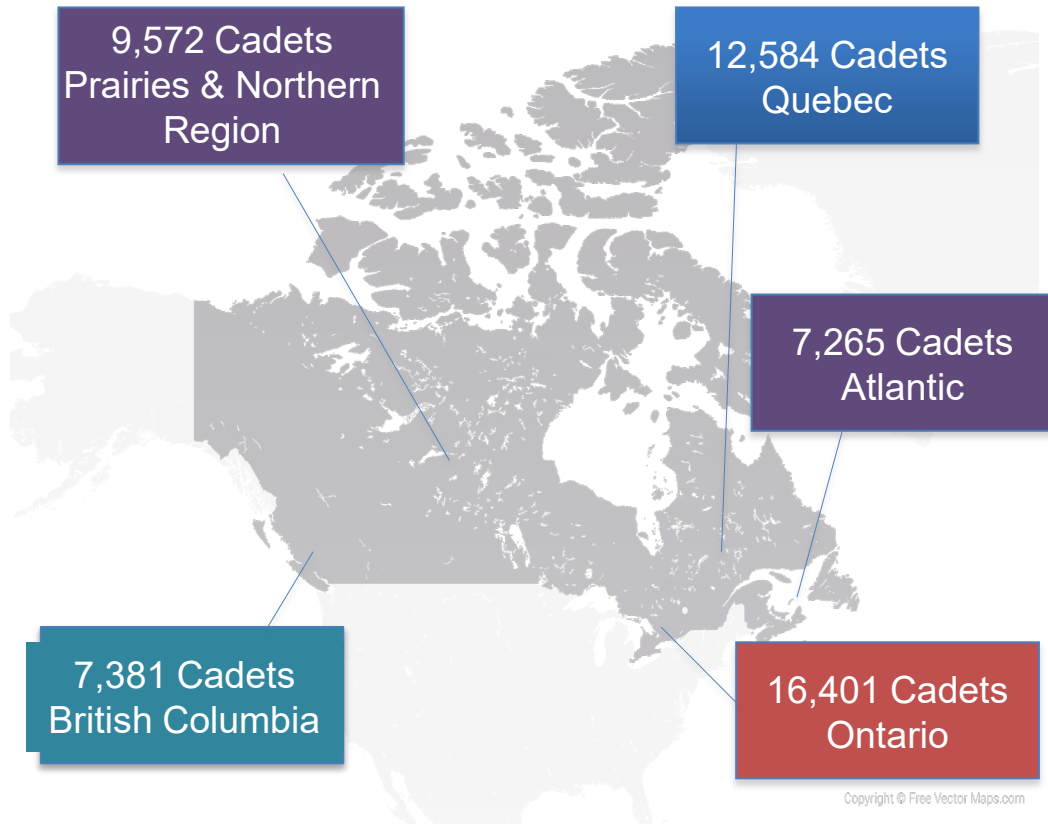 9,572 Cadets
Prairies & Northern
Region
12,584 Cadets
Quebec
7,265 Cadets
Atlantic
7,381 Cadets
British Columbia
16,401 Cadets
Ontario
Copyright © Free Vector Maps.com